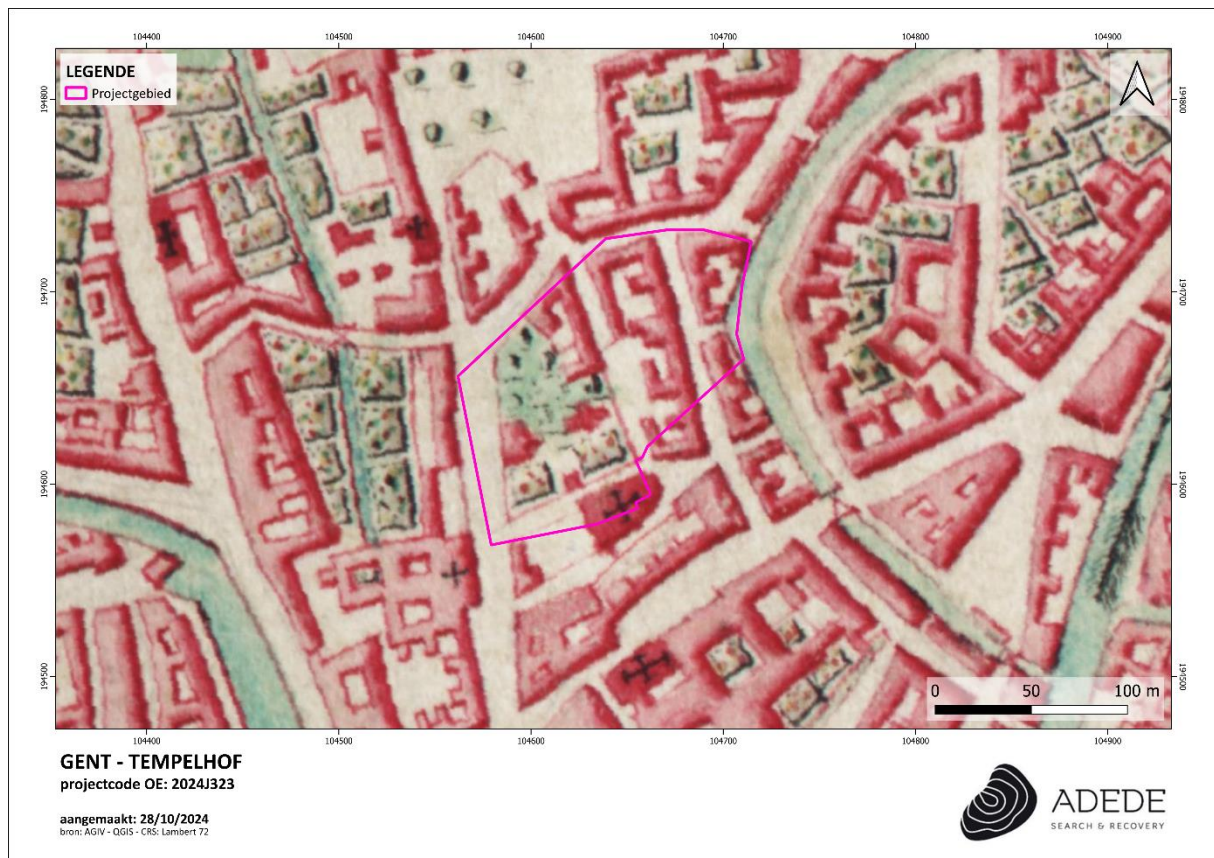 104400 104500 104600 104700 104800 104900
LEGENDE
Projectgebied
194800 194800
194700 194700
194600 194600
194500 194500
0 50 100 m
104400 104500 104600 104700 104800 104900
GENT - TEMPELHOF
projectcode OE: 2024J323
aangemaakt: 28/10/2024
bron: AGIV - QGIS - CRS: Lambert 72
ADEDE
SEARCH & RECOVERY